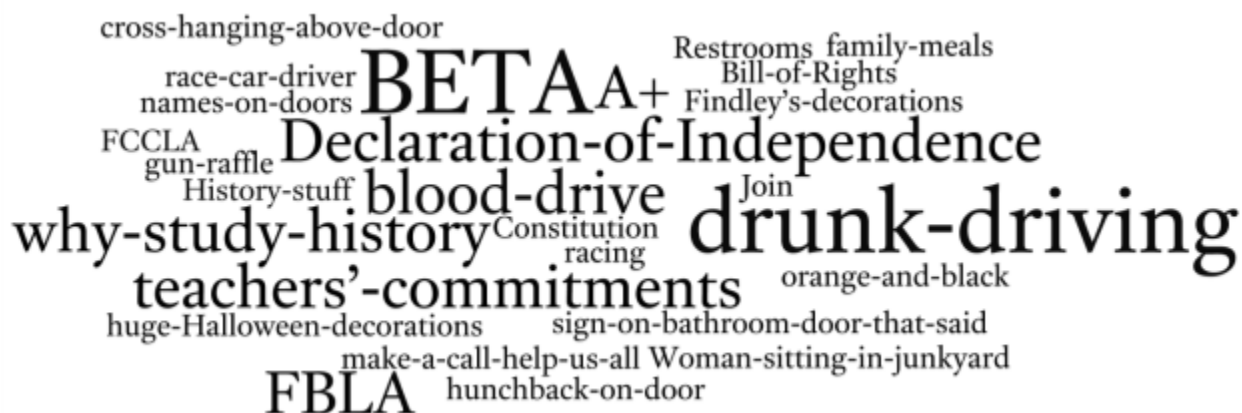 cross-hanging-above-door
Restrooms family-meals
race-car-driver BETA A+ Bill-of-Rights
names-on-doors Findley's-decorations
FCCLA Declaration-of-Independence
gun-raffle
History-stuff blood-drive Join drunk-driving
why-study-history Constitution
racing
teachers'-commitments orange-and-black
huge-Halloween-decorations sign-on-bathroom-door-that-said
make-a-call-help-us-all Woman-sitting-in-junkyard
FBLA hunchback-on-door